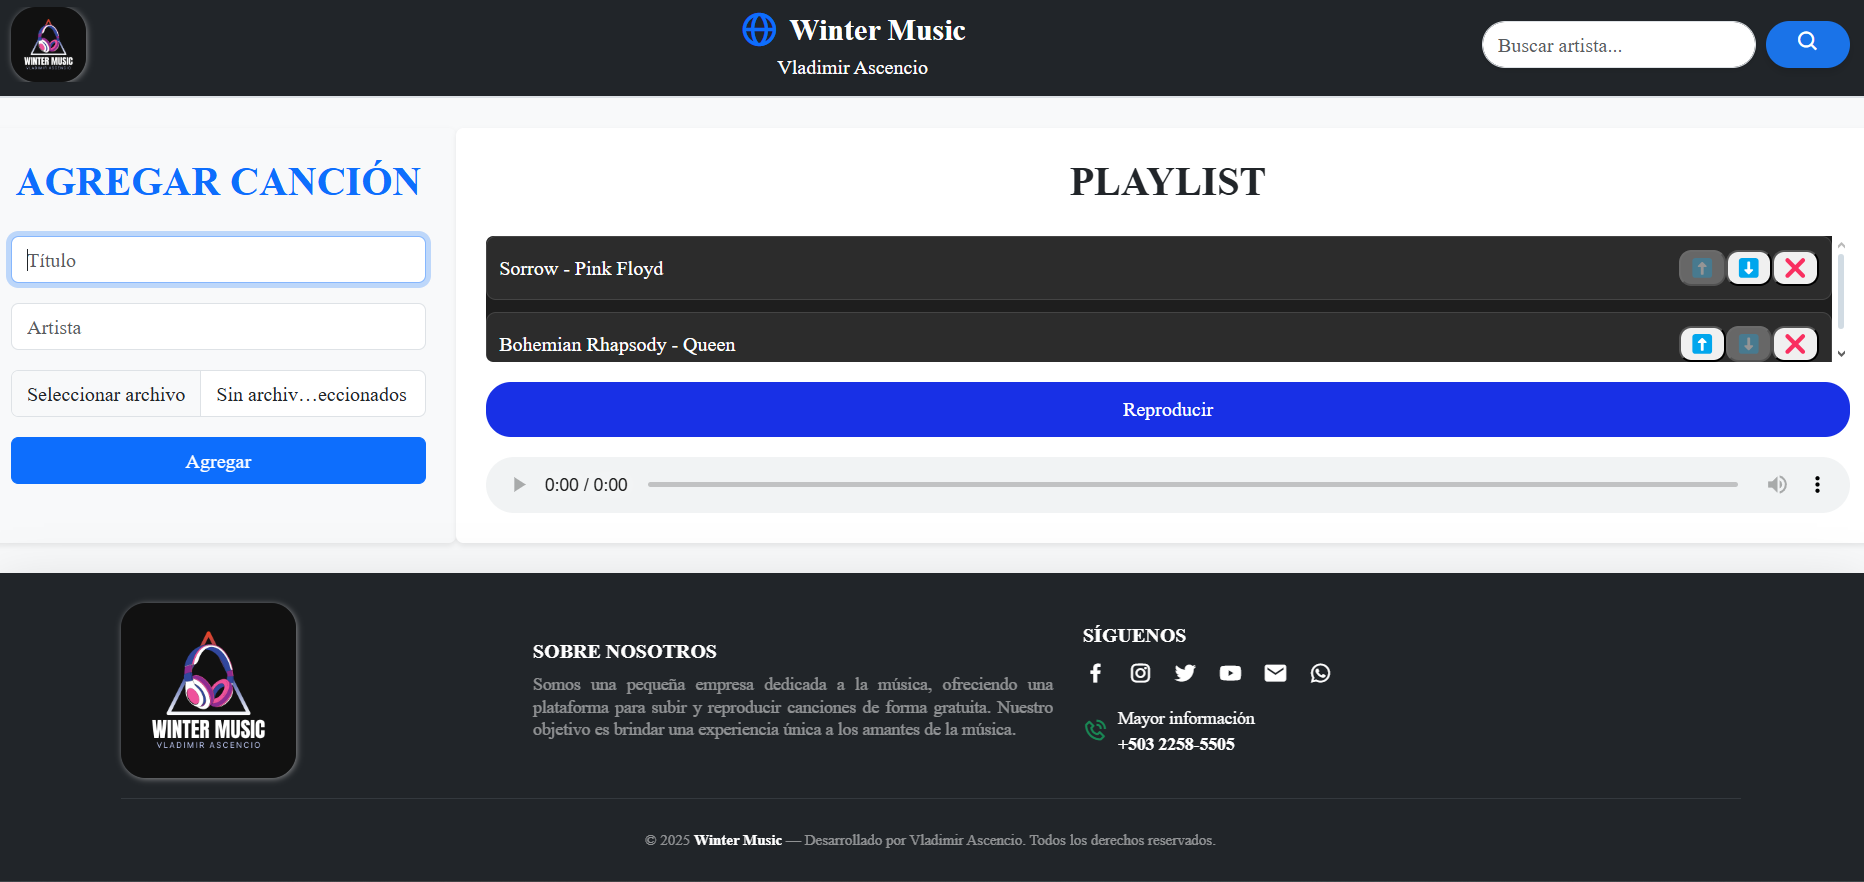 WINTER MUSIC
VLADIMIR ASCENCIO
Winter Music
Vladimir Ascencio
Buscar artista...
AGREGAR CANCIÓN
Título
Artista
Seleccionar archivo
Sin archiv…eccionados
Agregar
PLAYLIST
Sorrow - Pink Floyd
Bohemian Rhapsody - Queen
Reproducir
0:00 / 0:00
WINTER MUSIC
VLADIMIR ASCENCIO
SOBRE NOSOTROS
Somos una pequeña empresa dedicada a la música, ofreciendo una
plataforma para subir y reproducir canciones de forma gratuita. Nuestro
objetivo es brindar una experiencia única a los amantes de la música.
SÍGUENOS
Mayor información
+503 2258-5505
© 2025 Winter Music — Desarrollado por Vladimir Ascencio. Todos los derechos reservados.